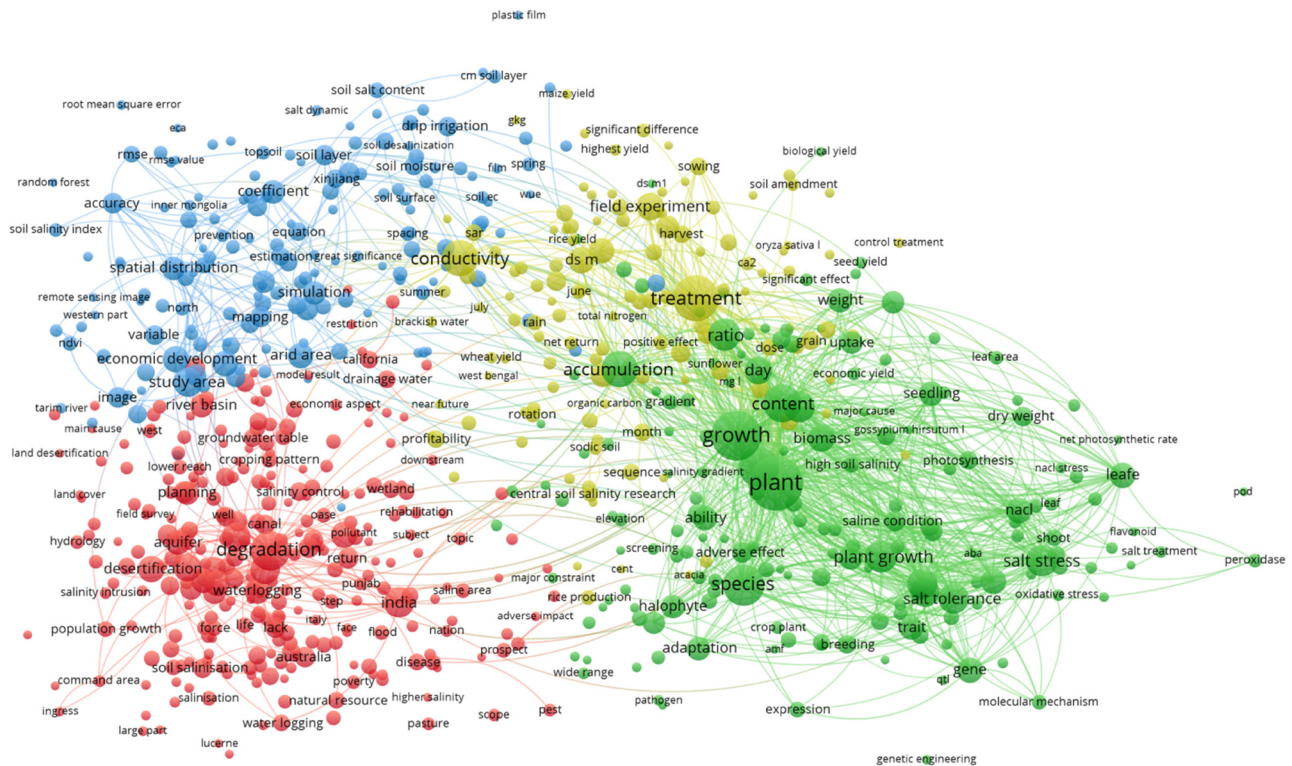 plastic film
cm soil layer
soil salt content
maize yield
root mean square error
salt dynamic
gkg
eca
drip irrigation
significant difference
soil desalinization
highest yield
rmse
rmse value
topsoil
soil layer
biological yield
soil moisture
spring
film
sowing
xinjiang
random forest
coefficient
ds m1
soil amendment
soil surface
soil ec
wue
accuracy
inner mongolia
field experiment
soil salinity index
prevention
equation
spacing
sar
rice yield
harvest
oryza sativa l
control treatment
estimation
great significance
conductivity
ds m
ca2
seed yield
spatial distribution
significant effect
simulation
summer
june
treatment
weight
remote sensing image
north
july
western part
mapping
restriction
brackish water
rain
total nitrogen
variable
ratio
ndvi
net return
positive effect
dose
grain
uptake
economic development
arid area
california
wheat yield
leaf area
model result
drainage water
west bengal
accumulation
sunflower
day
economic yield
study area
mg l
image
seedling
tarim river
river basin
economic aspect
near future
organic carbon
gradient
content
major cause
dry weight
rotation
main cause
west
month
growth
biomass
gossypium hirsutum l
groundwater table
profitability
net photosynthetic rate
land desertification
cropping pattern
downstream
sodic soil
photosynthesis
lower reach
high soil salinity
nacl stress
sequence
salinity gradient
leafe
land cover
planning
salinity control
wetland
central soil salinity research
plant
pod
field survey
well
oase
rehabilitation
elevation
ability
saline condition
nacl
leaf
canal
hydrology
aquifer
pollutant
subject
topic
flavonoid
shoot
degradation
return
screening
adverse effect
plant growth
aba
salt stress
salt treatment
peroxidase
desertification
cent
acacia
major constraint
salinity intrusion
waterlogging
punjab
saline area
species
step
india
rice production
salt tolerance
oxidative stress
halophyte
italy
adverse impact
population growth
force
life
lack
face
flood
nation
crop plant
trait
australia
prospect
adaptation
amf
breeding
soil salinisation
disease
gene
command area
poverty
wide range
qtl
salinisation
natural resource
higher salinity
pathogen
molecular mechanism
ingress
scope
pest
expression
large part
water logging
pasture
lucerne
genetic engineering